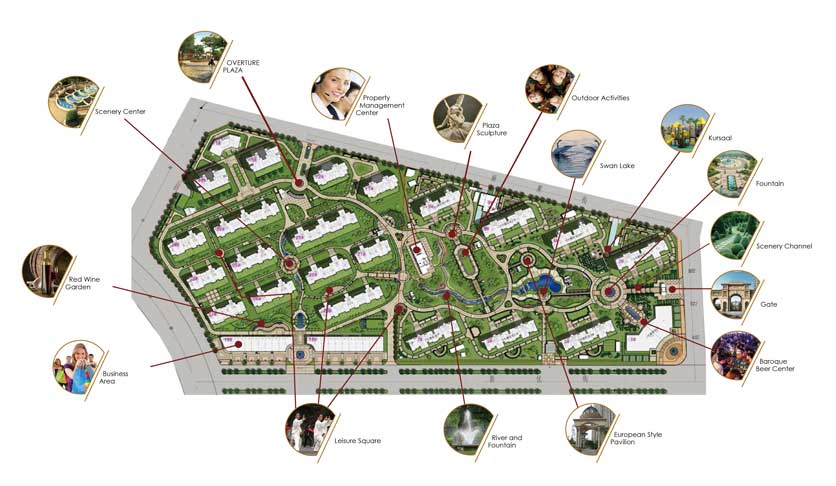 OVERTURE
PLAZA
Scenery Center
Property
Management
Center
Plaza
Sculpture
Outdoor Activities
Swan Lake
Kursaal
Fountain
Scenery Channel
Gate
Baroque
Beer Center
Red Wine
Garden
Business
Area
Leisure Square
River and
Fountain
European Style
Pavilion